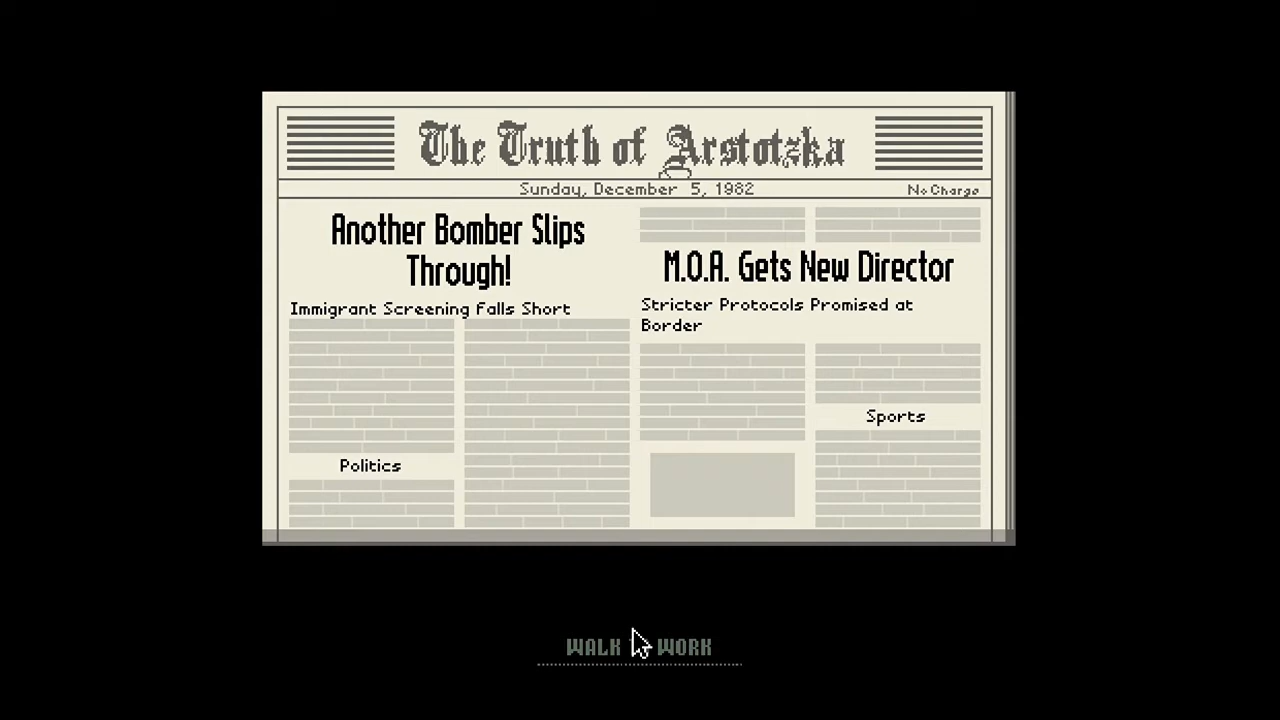 The Truth of Arstotzka
Sunday, December 5, 1982
No Charge
Another Bomber Slips
Through!
Immigrant Screening Falls Short
Politics
M.O.A. Gets New Director
Stricter Protocols Promised at
Border
Sports
WALK WORK